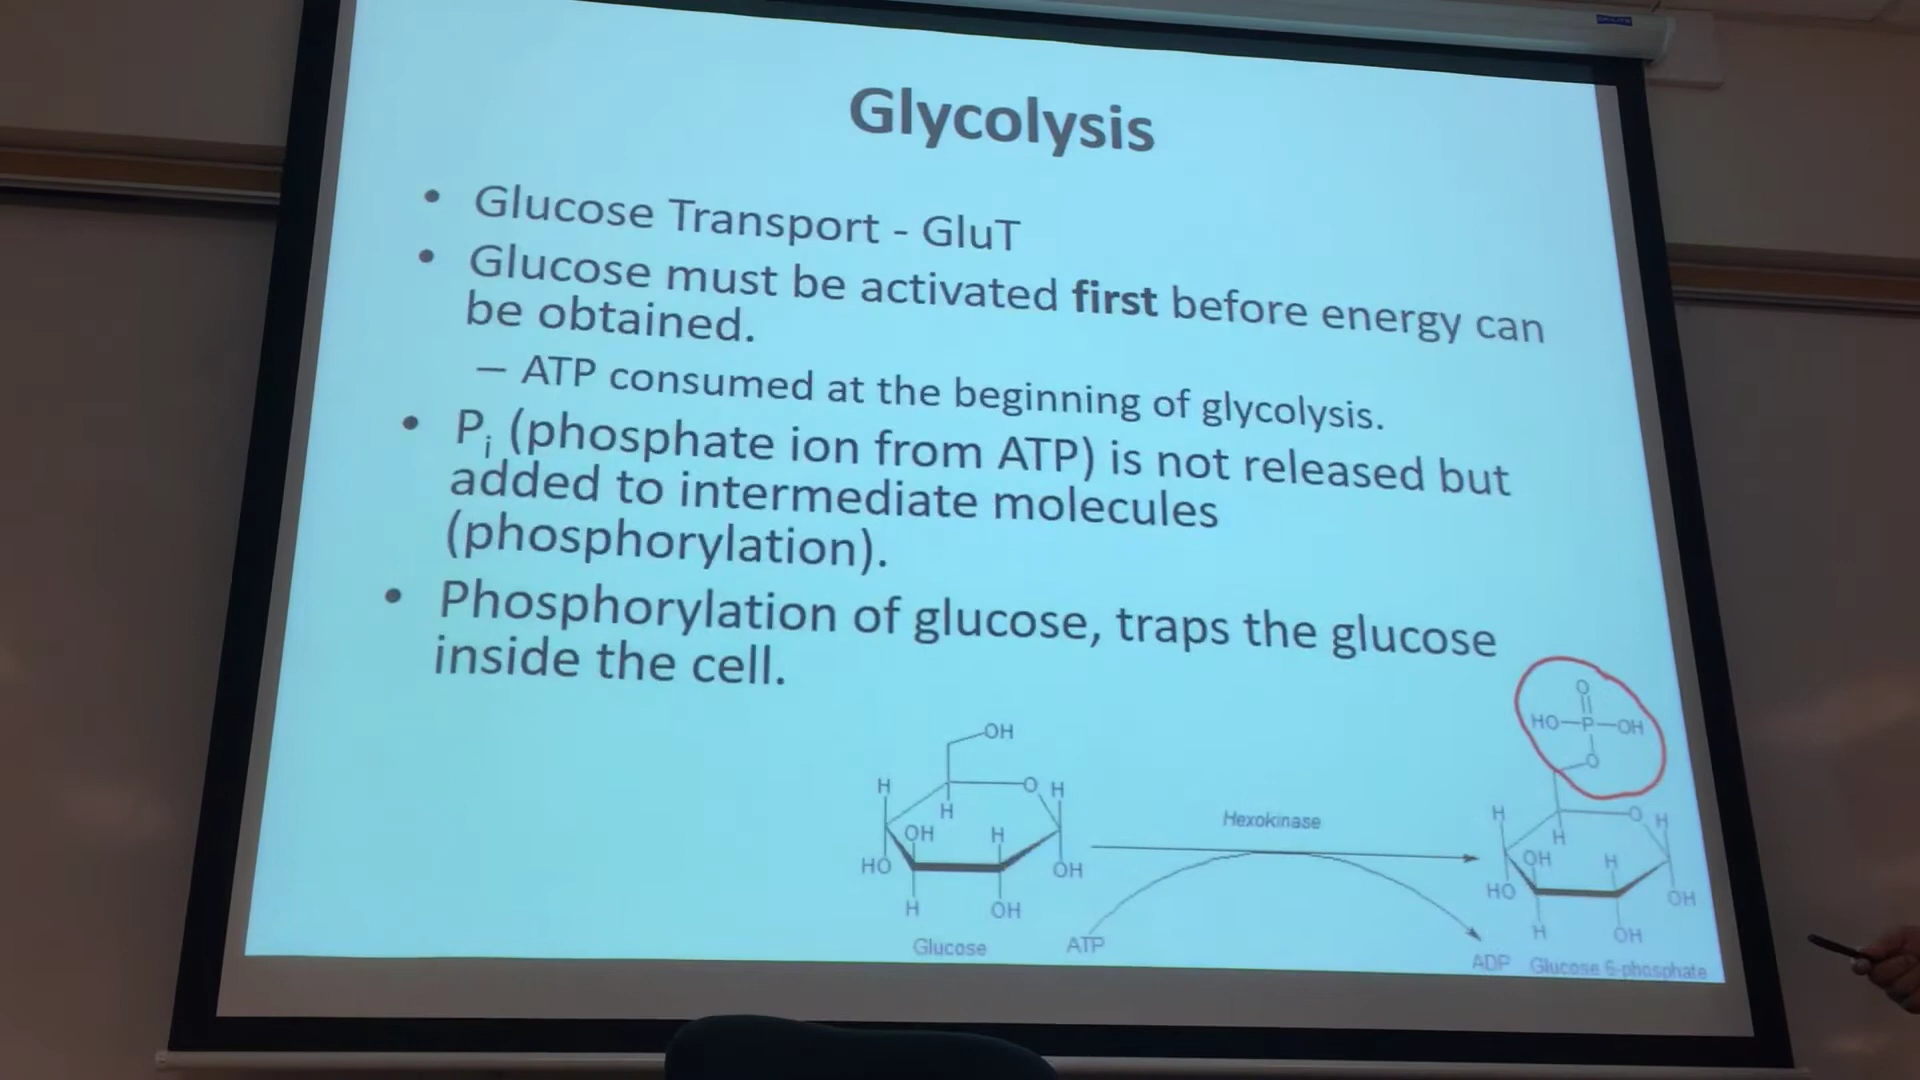 Glycolysis
• Glucose Transport - GluT
• Glucose must be activated first before energy can
be obtained.
– ATP consumed at the beginning of glycolysis.
• Pi (phosphate ion from ATP) is not released but
added to intermediate molecules
(phosphorylation).
• Phosphorylation of glucose, traps the glucose
inside the cell.
OH
H
O
H
H
OH
H
HO
OH
H
OH
Glucose
ATP
Hexokinase
ADP
O
HO-P-OH
O
H
O
H
H
OH
H
HO
OH
H
OH
Glucose 6-phosphate